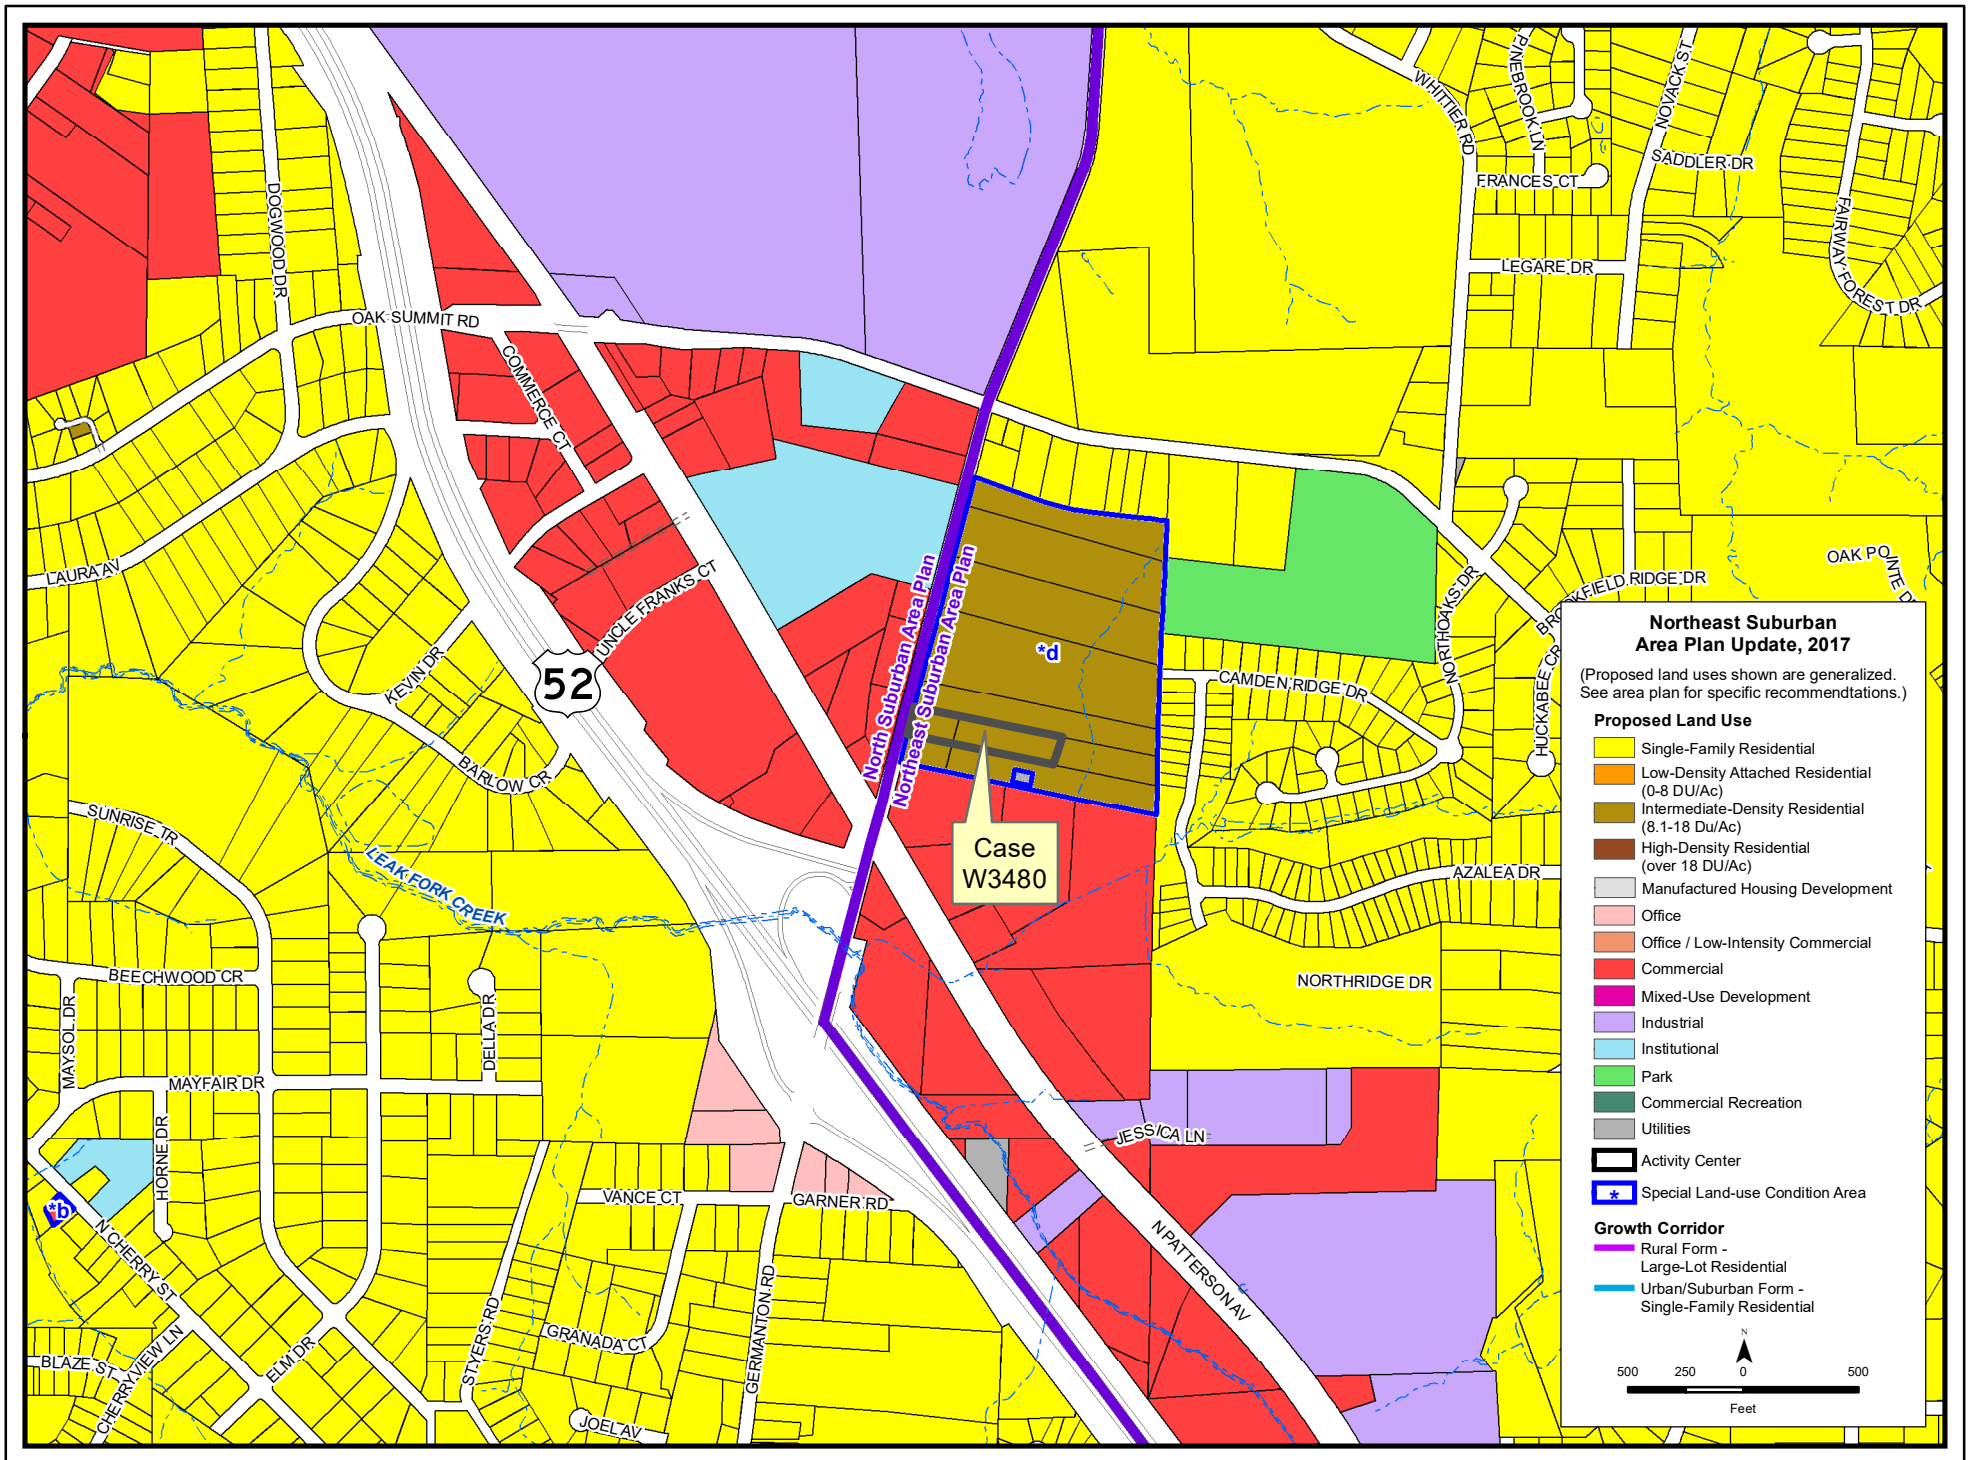 WHITTIER RD
PINEBROOK LN
NOVACK ST
SADDLER DR
FRANCES CT
FAIRWAY FOREST DR
LEGARE DR
DOGWOOD DR
OAK SUMMIT RD
COMMERCE CT
LAURA AV
UNCLE FRANKS CT
KEVIN DR
52
BARLOW CR
SUNRISE TR
LEAK FORK CREEK
North Suburban Area Plan
Northeast Suburban Area Plan
*d
Case
W3480
CAMDEN RIDGE DR
NORTHOAKS DR
BROOKFIELD RIDGE DR
HUCKABEE CR
OAK POINTE D
AZALEA DR
NORTHRIDGE DR
BEECHWOOD CR
MAYSOL DR
DELLA DR
MAYFAIR DR
HORNE DR
*b
N CHERRY ST
CHERRY VIEW LN
BLAZE ST
ELM DR
STYERS RD
VANCE CT
GARNER RD
GRANADA CT
GERMANTON RD
JOEL AV
JESSICA LN
N PATTERSON AV
Northeast Suburban
Area Plan Update, 2017
(Proposed land uses shown are generalized.
See area plan for specific recommendtations.)
Proposed Land Use
Single-Family Residential
Low-Density Attached Residential
(0-8 DU/Ac)
Intermediate-Density Residential
(8.1-18 Du/Ac)
High-Density Residential
(over 18 DU/Ac)
Manufactured Housing Development
Office
Office / Low-Intensity Commercial
Commercial
Mixed-Use Development
Industrial
Institutional
Park
Commercial Recreation
Utilities
Activity Center
* Special Land-use Condition Area
Growth Corridor
Rural Form -
Large-Lot Residential
Urban/Suburban Form -
Single-Family Residential
N
500 250 0 500
Feet